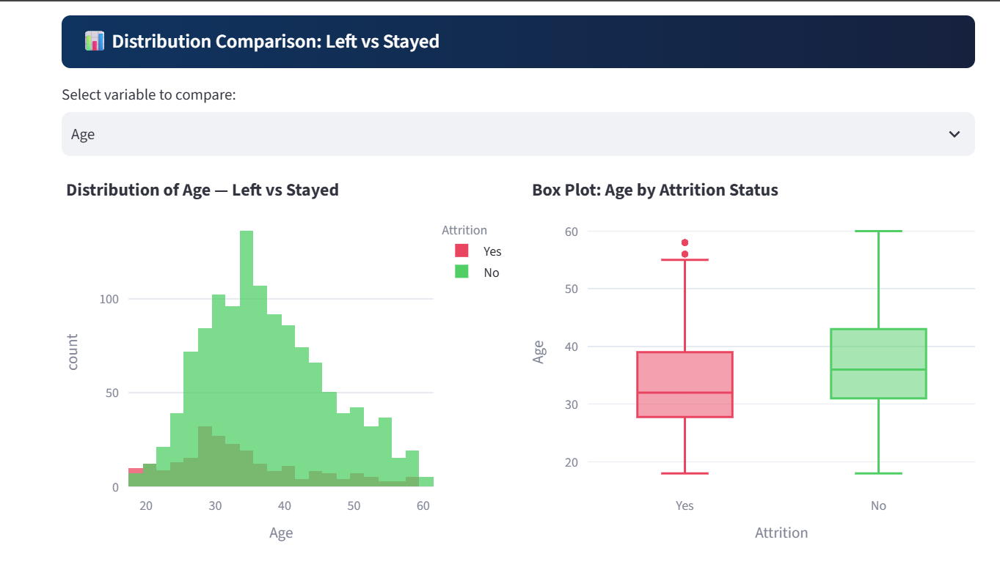 Distribution Comparison: Left vs Stayed
Select variable to compare:
Age
Distribution of Age — Left vs Stayed
Attrition
Yes
No
100
50
0
count
20 30 40 50 60
Age
Box Plot: Age by Attrition Status
60
50
40
30
20
Age
Yes No
Attrition